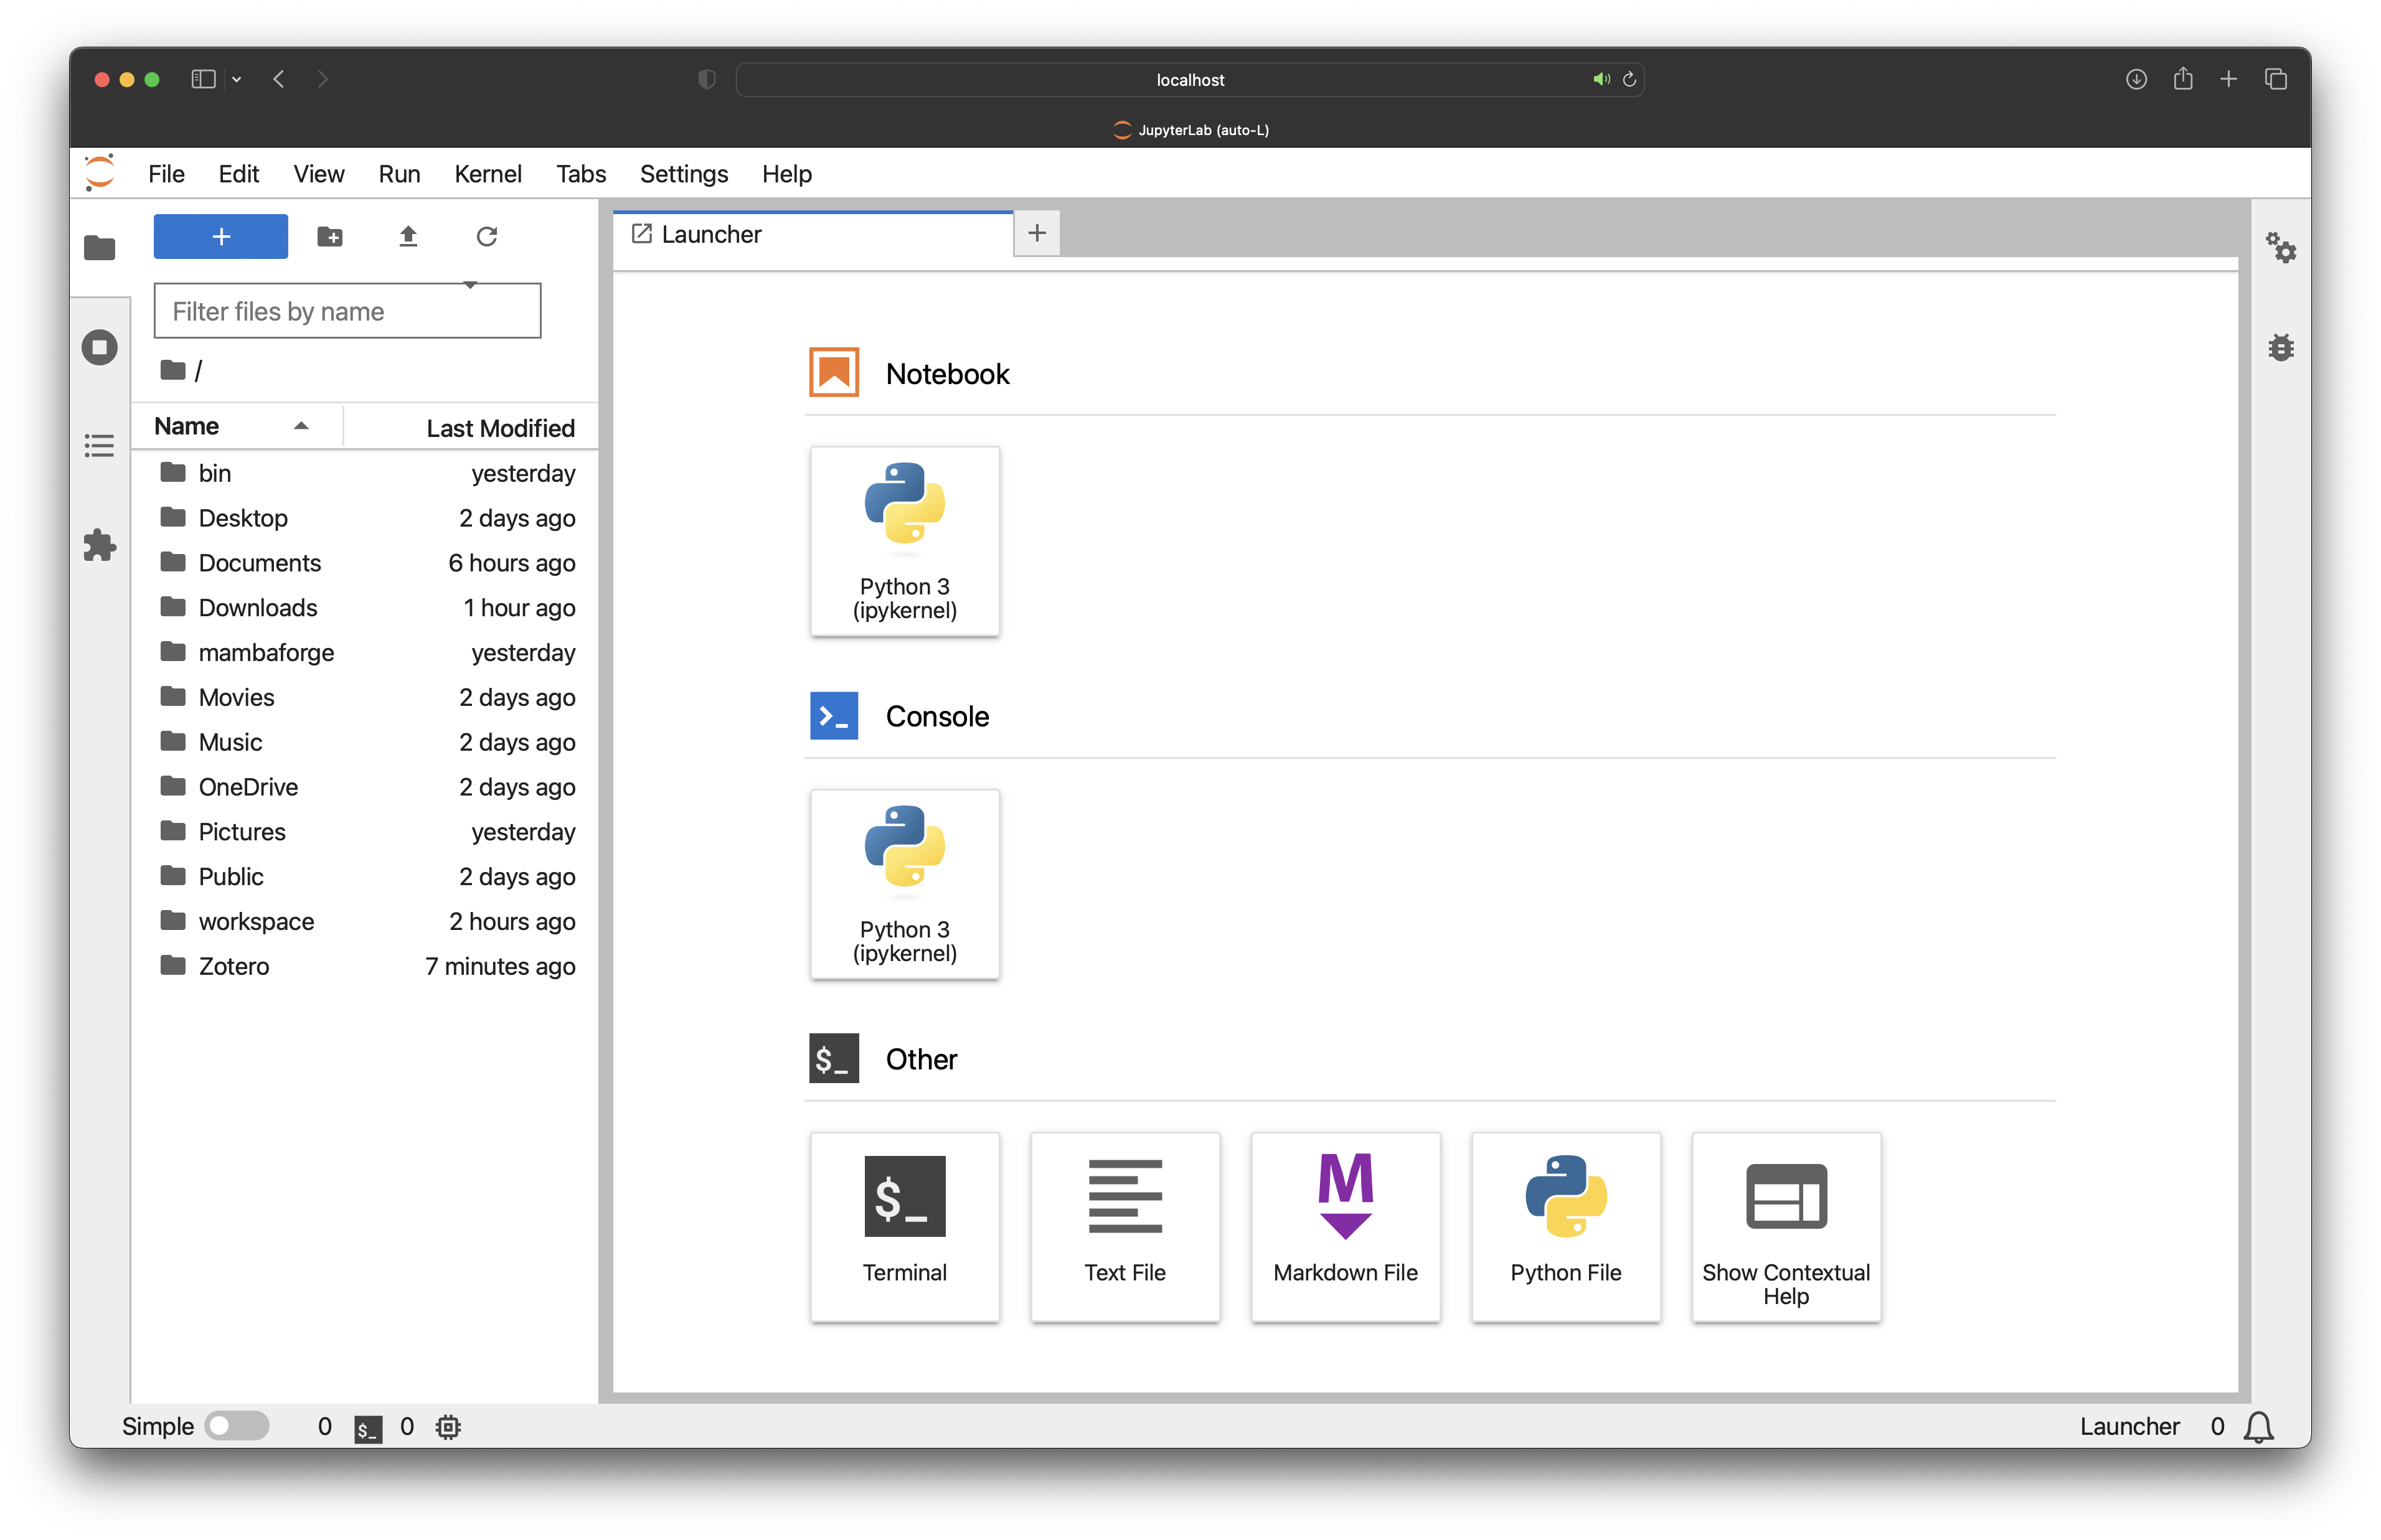 localhost
JupyterLab (auto-L)
File Edit View Run Kernel Tabs Settings Help
+
Filter files by name
/
Name Last Modified
bin yesterday
Desktop 2 days ago
Documents 6 hours ago
Downloads 1 hour ago
mambaforge yesterday
Movies 2 days ago
Music 2 days ago
OneDrive 2 days ago
Pictures yesterday
Public 2 days ago
workspace 2 hours ago
Zotero 7 minutes ago
Launcher +
Notebook
Python 3
(ipykernel)
>_ Console
Python 3
(ipykernel)
$_ Other
$_
Terminal
Text File
M
Markdown File
Python File
Show Contextual
Help
Simple 0 $_ 0
Launcher 0